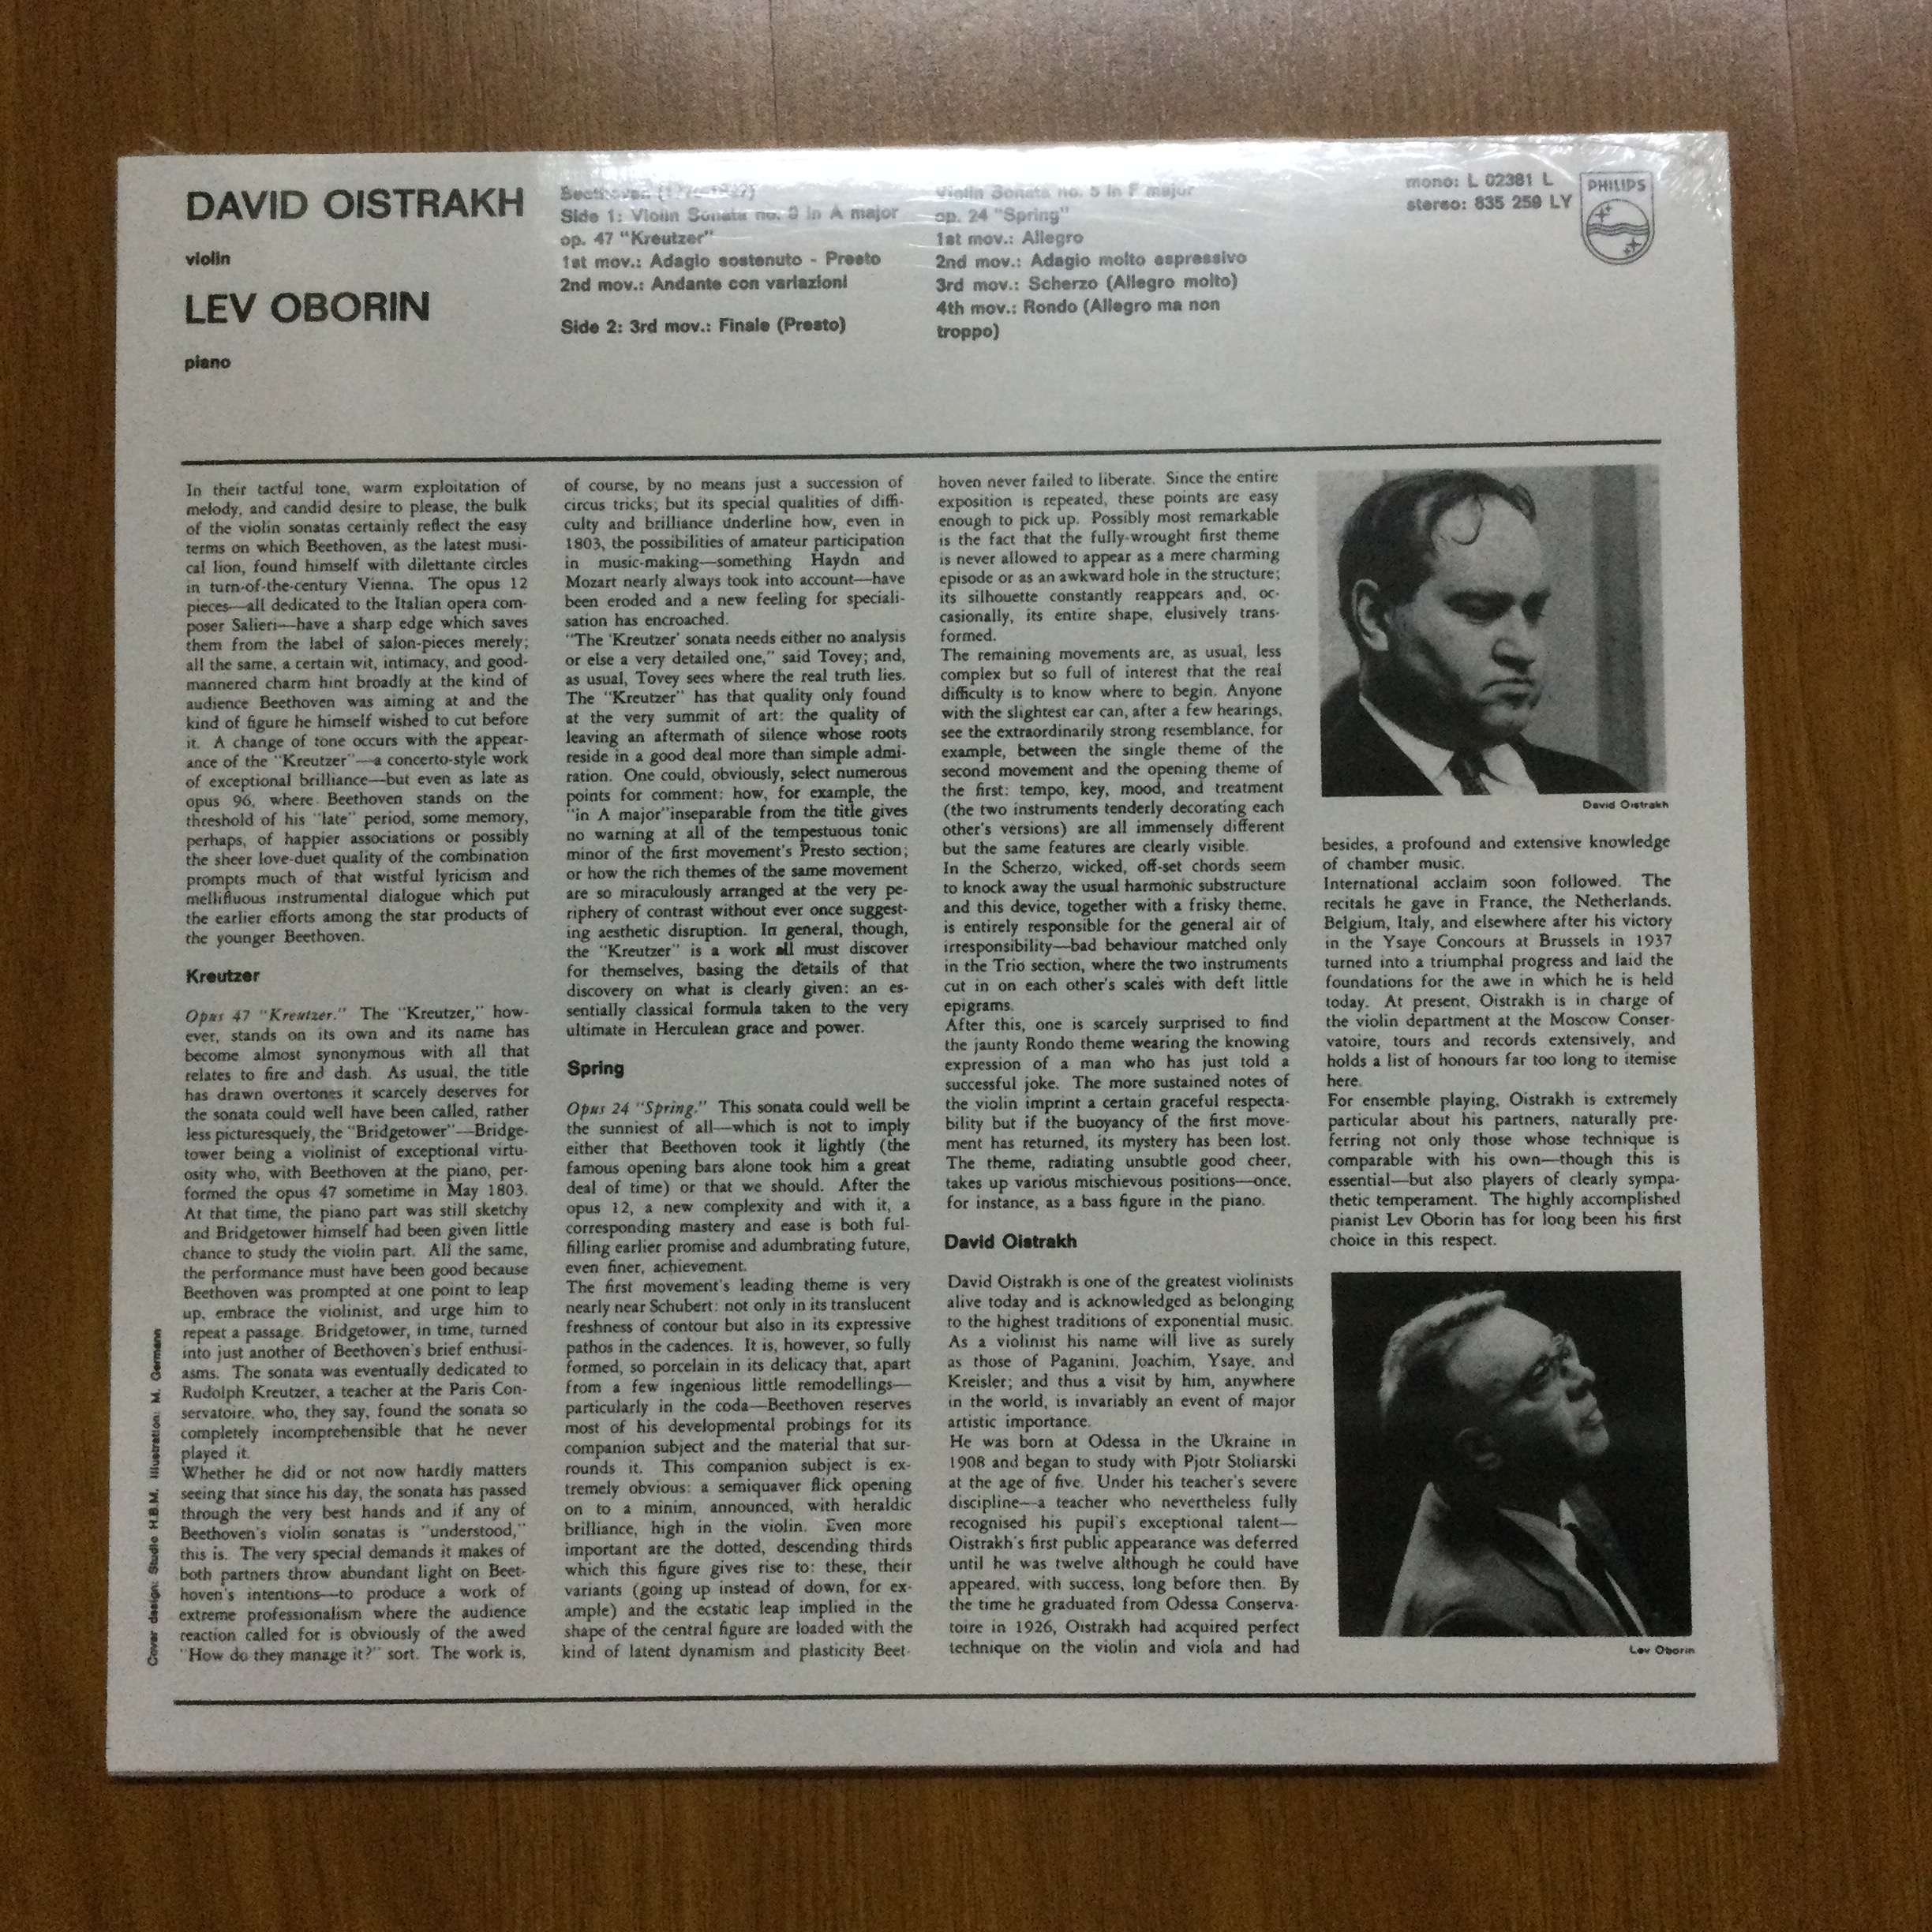 DAVID OISTRAKH
violin
LEV OBORIN
piano
Beethoven
Side 1: Violin Sonata no. 9 in A major
op. 47 "Kreutzer"
1st mov.: Adagio sostenuto - Presto
2nd mov.: Andante con variazioni
Side 2: 3rd mov.: Finale (Presto)
Violin Sonata no. 5 in F major
op. 24 "Spring"
1st mov.: Allegro
2nd mov.: Adagio molto espressivo
3rd mov.: Scherzo (Allegro molto)
4th mov.: Rondo (Allegro ma non
troppo)
mono: L 02381 L
stereo: 835 259 LY
PHILIPS
In their tactful tone, warm exploitation of
melody, and candid desire to please, the bulk
of the violin sonatas certainly reflect the easy
terms on which Beethoven, as the latest musi-
cal lion, found himself with dilettante circles
in turn-of-the-century Vienna. The opus 12
pieces—all dedicated to the Italian opera com-
poser Salieri—have a sharp edge which saves
them from the label of salon-pieces merely;
all the same, a certain wit, intimacy, and good-
mannered charm hint broadly at the kind of
audience Beethoven was aiming at and the
kind of figure he himself wished to cut before
it. A change of tone occurs with the appear-
ance of the "Kreutzer"—a concerto-style work
of exceptional brilliance—but even as late as
opus 96, where Beethoven stands on the
threshold of his "late" period, some memory,
perhaps, of happier associations or possibly
the sheer love-duet quality of the combination
prompts much of that wistful lyricism and
mellifluous instrumental dialogue which put
the earlier efforts among the star products of
the younger Beethoven.
Kreutzer
Opus 47 "Kreutzer." The "Kreutzer," how-
ever, stands on its own and its name has
become almost synonymous with all that
relates to fire and dash. As usual, the title
has drawn overtones it scarcely deserves for
the sonata could well have been called, rather
less picturesquely, the "Bridgetower"—Bridge-
tower being a violinist of exceptional virtu-
osity who, with Beethoven at the piano, per-
formed the opus 47 sometime in May 1803.
At that time, the piano part was still sketchy
and Bridgetower himself had been given little
chance to study the violin part. All the same,
the performance must have been good because
Beethoven was prompted at one point to leap
up, embrace the violinist, and urge him to
repeat a passage. Bridgetower, in time, turned
into just another of Beethoven's brief enthusi-
asms. The sonata was eventually dedicated to
Rudolph Kreutzer, a teacher at the Paris Con-
servatoire, who, they say, found the sonata so
completely incomprehensible that he never
played it.
Whether he did or not now hardly matters
seeing that since his day, the sonata has passed
through the very best hands and if any of
Beethoven's violin sonatas is "understood,"
this is. The very special demands it makes of
both partners throw abundant light on Beet-
hoven's intentions—to produce a work of
extreme professionalism where the audience
reaction called for is obviously of the awed
"How do they manage it?" sort. The work is,
of course, by no means just a succession of
circus tricks; but its special qualities of diffi-
culty and brilliance underline how, even in
1803, the possibilities of amateur participation
in music-making—something Haydn and
Mozart nearly always took into account—have
been eroded and a new feeling for speciali-
sation has encroached.
"The 'Kreutzer' sonata needs either no analysis
or else a very detailed one," said Tovey; and,
as usual, Tovey sees where the real truth lies.
The "Kreutzer" has that quality only found
at the very summit of art: the quality of
leaving an aftermath of silence whose roots
reside in a good deal more than simple admi-
ration. One could, obviously, select numerous
points for comment: how, for example, the
"in A major"inseparable from the title gives
no warning at all of the tempestuous tonic
minor of the first movement's Presto section;
or how the rich themes of the same movement
are so miraculously arranged at the very pe-
riphery of contrast without ever once suggest-
ing aesthetic disruption. In general, though,
the "Kreutzer" is a work all must discover
for themselves, basing the details of that
discovery on what is clearly given: an es-
sentially classical formula taken to the very
ultimate in Herculean grace and power.
Spring
Opus 24 "Spring." This sonata could well be
the sunniest of all—which is not to imply
either that Beethoven took it lightly (the
famous opening bars alone took him a great
deal of time) or that we should. After the
opus 12, a new complexity and with it, a
corresponding mastery and ease is both ful-
filling earlier promise and adumbrating future,
even finer, achievement.
The first movement's leading theme is very
nearly near Schubert: not only in its translucent
freshness of contour but also in its expressive
pathos in the cadences. It is, however, so fully
formed, so porcelain in its delicacy that, apart
from a few ingenious little remodellings—
particularly in the coda—Beethoven reserves
most of his developmental probings for its
companion subject and the material that sur-
rounds it. This companion subject is ex-
tremely obvious: a semiquaver flick opening
on to a minim, announced, with heraldic
brilliance, high in the violin. Even more
important are the dotted, descending thirds
which this figure gives rise to: these, their
variants (going up instead of down, for ex-
ample) and the ecstatic leap implied in the
shape of the central figure are loaded with the
kind of latent dynamism and plasticity Beet-
hoven never failed to liberate. Since the entire
exposition is repeated, these points are easy
enough to pick up. Possibly most remarkable
is the fact that the fully-wrought first theme
is never allowed to appear as a mere charming
episode or as an awkward hole in the structure;
its silhouette constantly reappears and, oc-
casionally, its entire shape, elusively trans-
formed.
The remaining movements are, as usual, less
complex but so full of interest that the real
difficulty is to know where to begin. Anyone
with the slightest ear can, after a few hearings,
see the extraordinarily strong resemblance, for
example, between the single theme of the
second movement and the opening theme of
the first: tempo, key, mood, and treatment
(the two instruments tenderly decorating each
other's versions) are all immensely different
but the same features are clearly visible.
In the Scherzo, wicked, off-set chords seem
to knock away the usual harmonic substructure
and this device, together with a frisky theme,
is entirely responsible for the general air of
irresponsibility—bad behaviour matched only
in the Trio section, where the two instruments
cut in on each other's scales with deft little
epigrams.
After this, one is scarcely surprised to find
the jaunty Rondo theme wearing the knowing
expression of a man who has just told a
successful joke. The more sustained notes of
the violin imprint a certain graceful respecta-
bility but if the buoyancy of the first move-
ment has returned, its mystery has been lost.
The theme, radiating unsubtle good cheer,
takes up various mischievous positions—once,
for instance, as a bass figure in the piano.
David Oistrakh
David Oistrakh is one of the greatest violinists
alive today and is acknowledged as belonging
to the highest traditions of exponential music.
As a violinist his name will live as surely
as those of Paganini, Joachim, Ysaye, and
Kreisler; and thus a visit by him, anywhere
in the world, is invariably an event of major
artistic importance.
He was born at Odessa in the Ukraine in
1908 and began to study with Pjotr Stoliarski
at the age of five. Under his teacher's severe
discipline—a teacher who nevertheless fully
recognised his pupil's exceptional talent—
Oistrakh's first public appearance was deferred
until he was twelve although he could have
appeared, with success, long before then. By
the time he graduated from Odessa Conserva-
toire in 1926, Oistrakh had acquired perfect
technique on the violin and viola and had
David Oistrakh
besides, a profound and extensive knowledge
of chamber music.
International acclaim soon followed. The
recitals he gave in France, the Netherlands,
Belgium, Italy, and elsewhere after his victory
in the Ysaye Concours at Brussels in 1937
turned into a triumphal progress and laid the
foundations for the awe in which he is held
today. At present, Oistrakh is in charge of
the violin department at the Moscow Conser-
vatoire, tours and records extensively, and
holds a list of honours far too long to itemise
here.
For ensemble playing, Oistrakh is extremely
particular about his partners, naturally pre-
ferring not only those whose technique is
comparable with his own—though this is
essential—but also players of clearly sympa-
thetic temperament. The highly accomplished
pianist Lev Oborin has for long been his first
choice in this respect.
Lev Oborin
Cover design: Studio H.B.M. Illustration: M. Germann